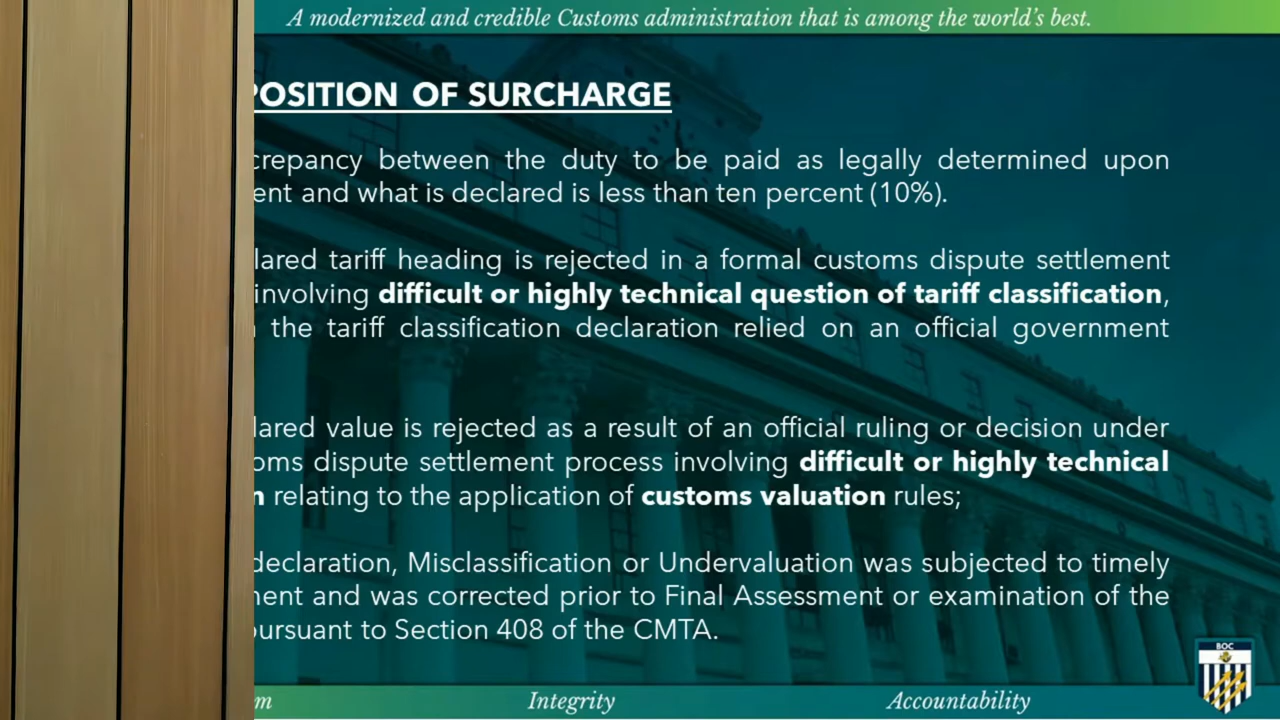 A modernized and credible Customs administration that is among the world's best.
POSITION OF SURCHARGE
crepancy between the duty to be paid as legally determined upon
ent and what is declared is less than ten percent (10%).
lared tariff heading is rejected in a formal customs dispute settlement
involving difficult or highly technical question of tariff classification,
the tariff classification declaration relied on an official government
lared value is rejected as a result of an official ruling or decision under
oms dispute settlement process involving difficult or highly technical
n relating to the application of customs valuation rules;
declaration, Misclassification or Undervaluation was subjected to timely
ent and was corrected prior to Final Assessment or examination of the
pursuant to Section 408 of the CMTA.
BOC
m Integrity Accountability